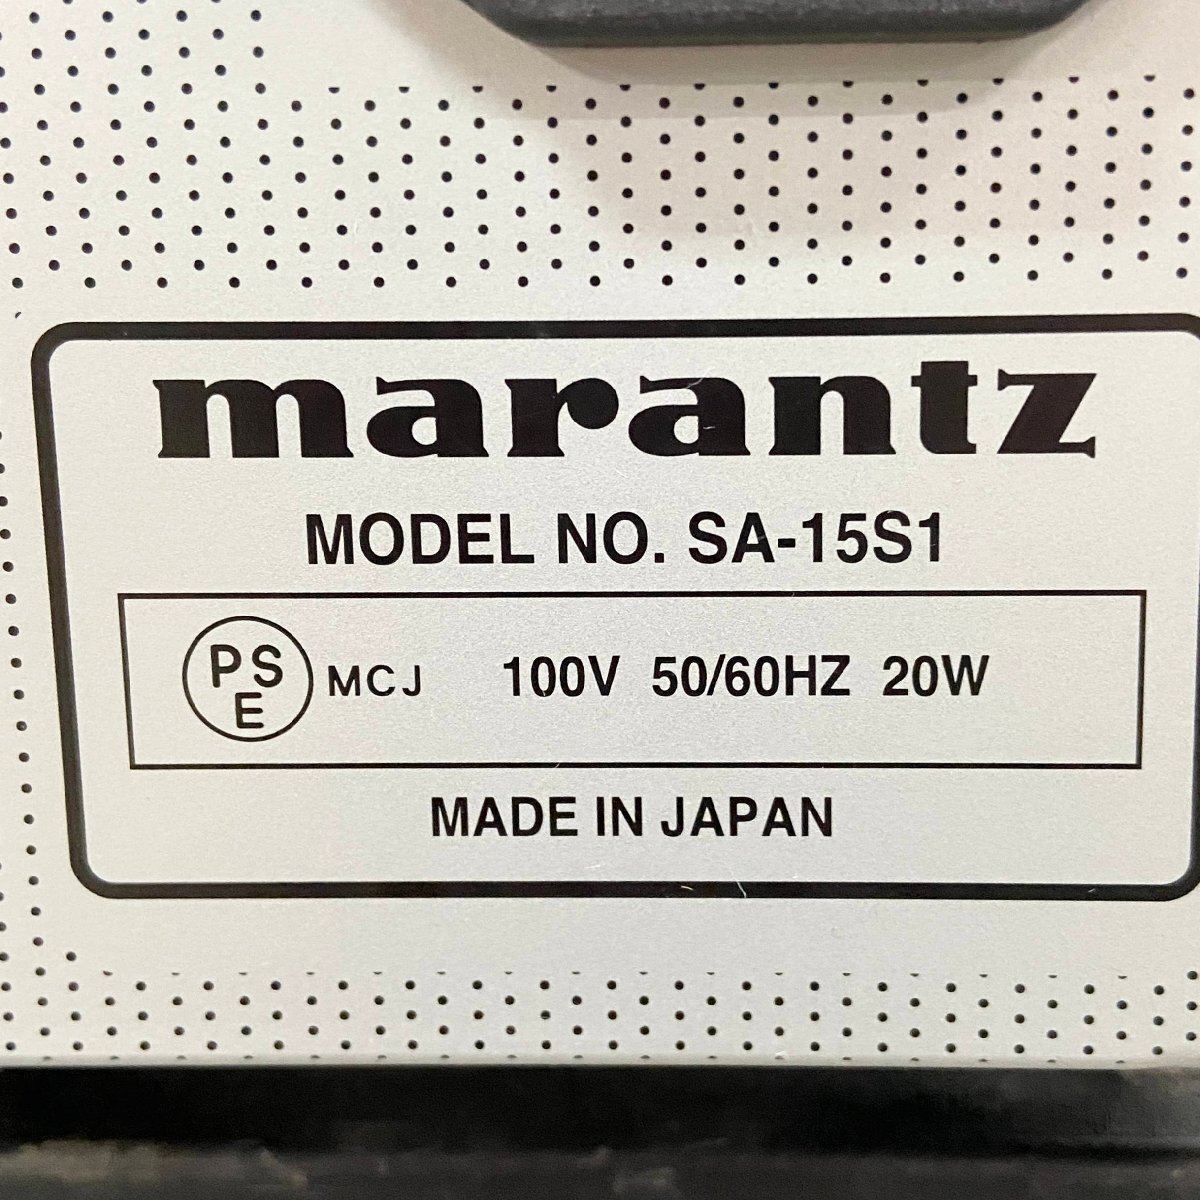 marantz
MODEL NO. SA-15S1
PS
E
MCJ 100V 50/60HZ 20W
MADE IN JAPAN